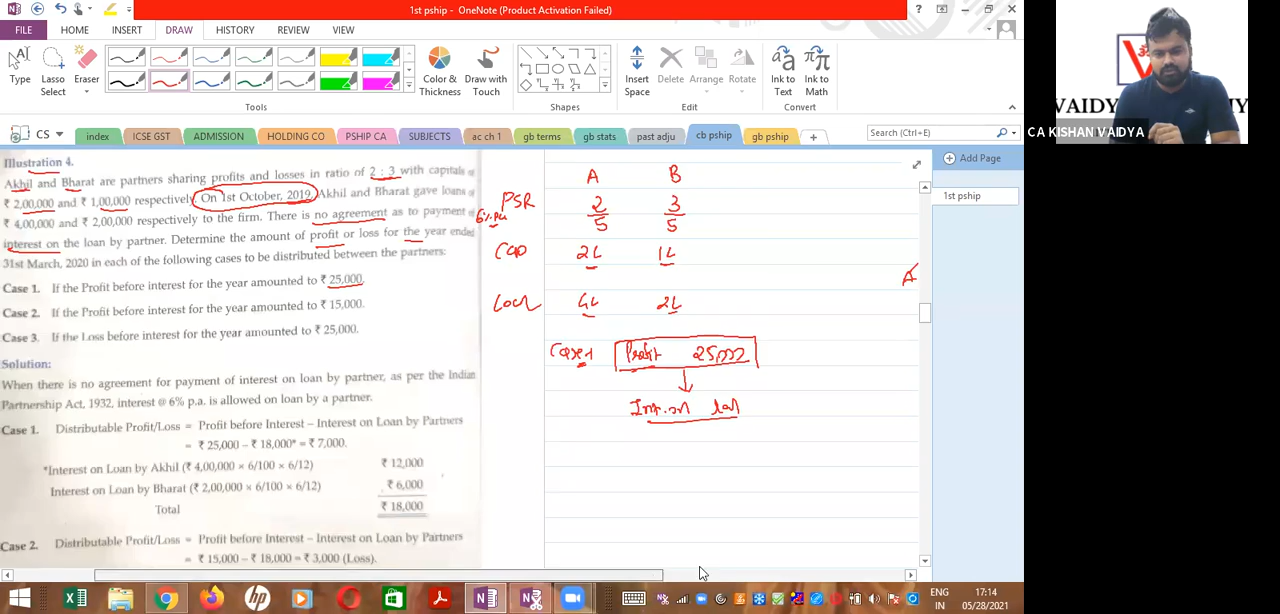 1st pship - OneNote (Product Activation Failed)
FILE HOME INSERT DRAW HISTORY REVIEW VIEW
Type
Lasso Select
Eraser
Color & Thickness
Draw with Touch
Insert Space
Delete
Arrange
Rotate
Ink to Text
Ink to Math
Tools
Shapes
Edit
Convert
CS index ICSE GST ADMISSION HOLDING CO PSHIP CA SUBJECTS ac ch 1 gb terms gb stats past adju cb pship gb pship Search (Ctrl+E)
Add Page
1st pship
CA KISHAN VAIDYA
Illustration 4.
Akhil and Bharat are partners sharing profits and losses in ratio of 2 : 3 with capitals of
₹ 2,00,000 and ₹ 1,00,000 respectively. On 1st October, 2019, Akhil and Bharat gave loans of
₹ 4,00,000 and ₹ 2,00,000 respectively to the firm. There is no agreement as to payment of
interest on the loan by partner. Determine the amount of profit or loss for the year ended
31st March, 2020 in each of the following cases to be distributed between the partners:
Case 1. If the Profit before interest for the year amounted to ₹ 25,000.
Case 2. If the Profit before interest for the year amounted to ₹ 15,000.
Case 3. If the Loss before interest for the year amounted to ₹ 25,000.
Solution:
When there is no agreement for payment of interest on loan by partner, as per the Indian
Partnership Act, 1932, interest @ 6% p.a. is allowed on loan by a partner.
Case 1. Distributable Profit/Loss = Profit before Interest – Interest on Loan by Partners
= ₹ 25,000 – ₹ 18,000* = ₹ 7,000.
*Interest on Loan by Akhil (₹ 4,00,000 × 6/100 × 6/12) ₹ 12,000
Interest on Loan by Bharat (₹ 2,00,000 × 6/100 × 6/12) ₹ 6,000
Total ₹ 18,000
Case 2. Distributable Profit/Loss = Profit before Interest – Interest on Loan by Partners
= ₹ 15,000 – ₹ 18,000 = ₹ 3,000 (Loss).
A B
PSR 2/5 3/5
2L 1L
4L 2L
Case 1 Profit 25,000
Int. on
A
ENG
IN
17:14
05/28/2021